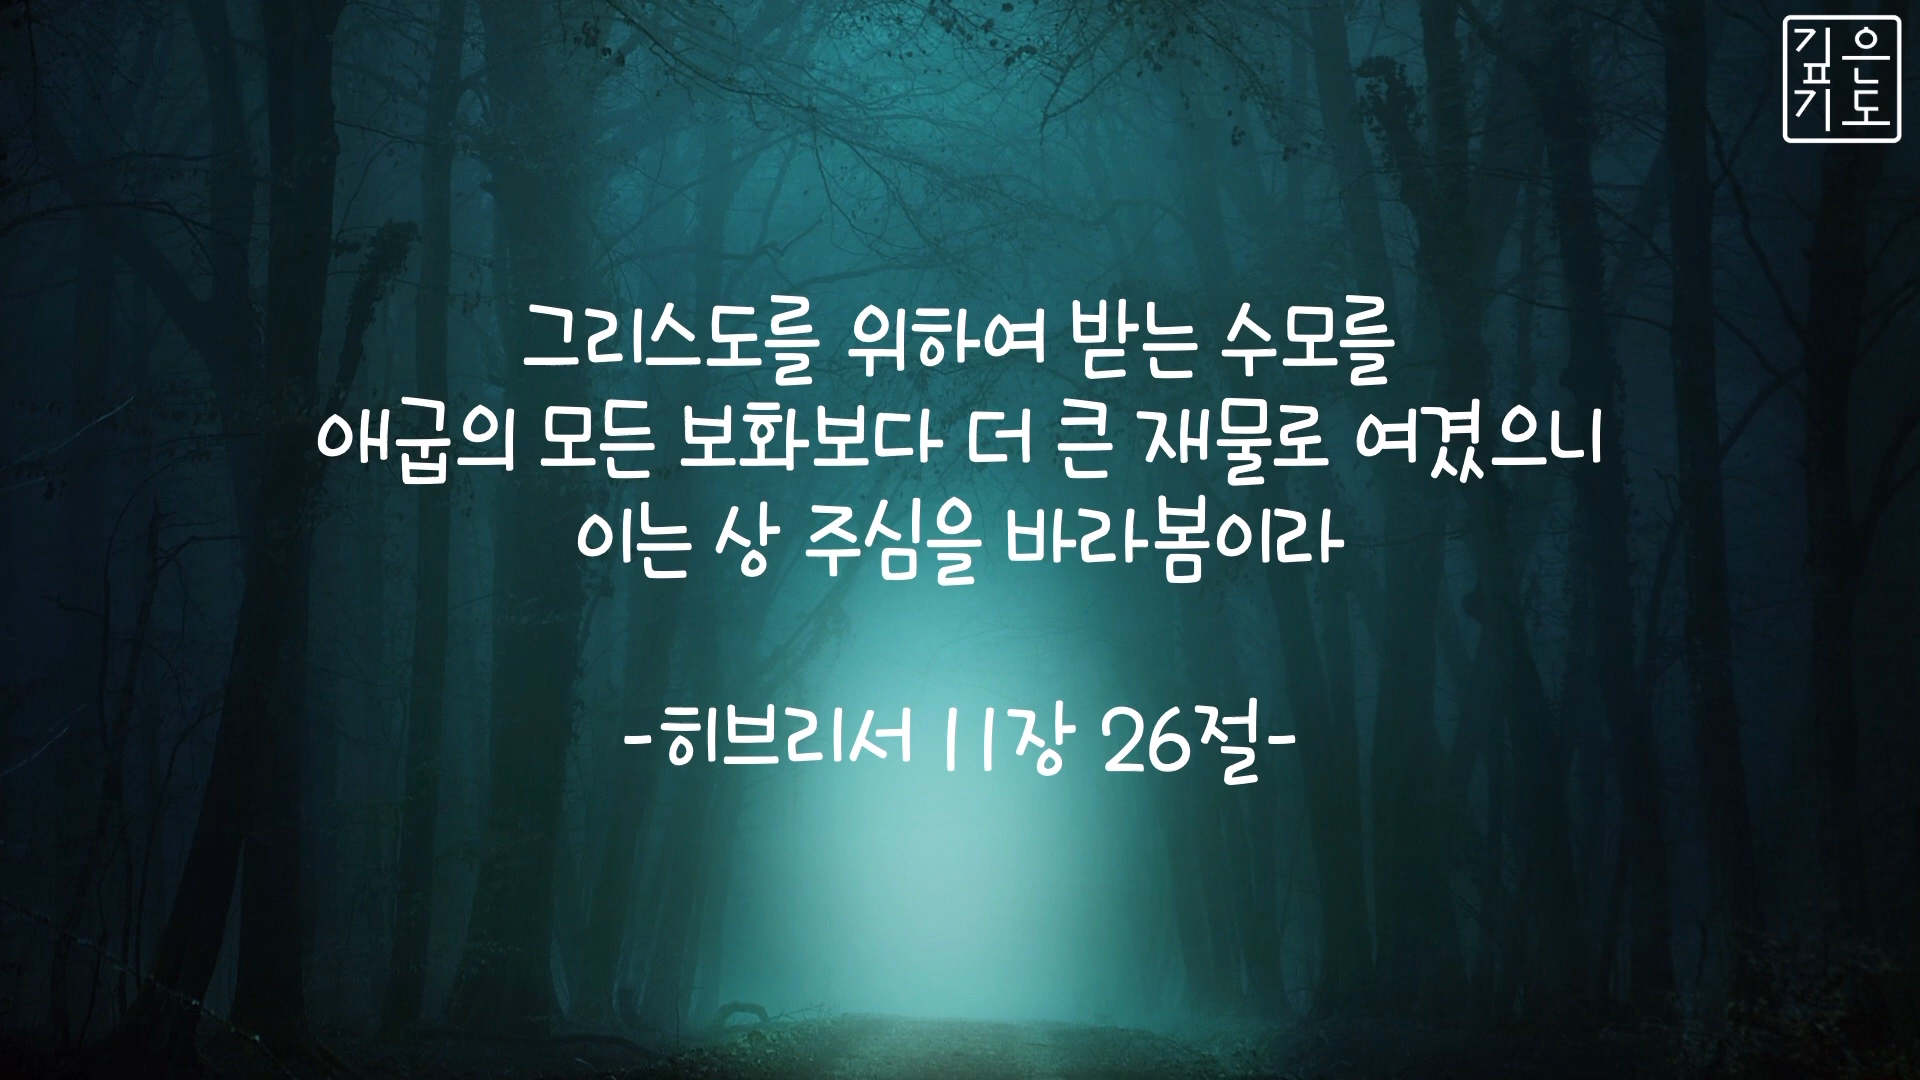 깊은
기도
그리스도를 위하여 받는 수모를
애굽의 모든 보화보다 더 큰 재물로 여겼으니
이는 상 주심을 바라봄이라
-히브리서 11장 26절-